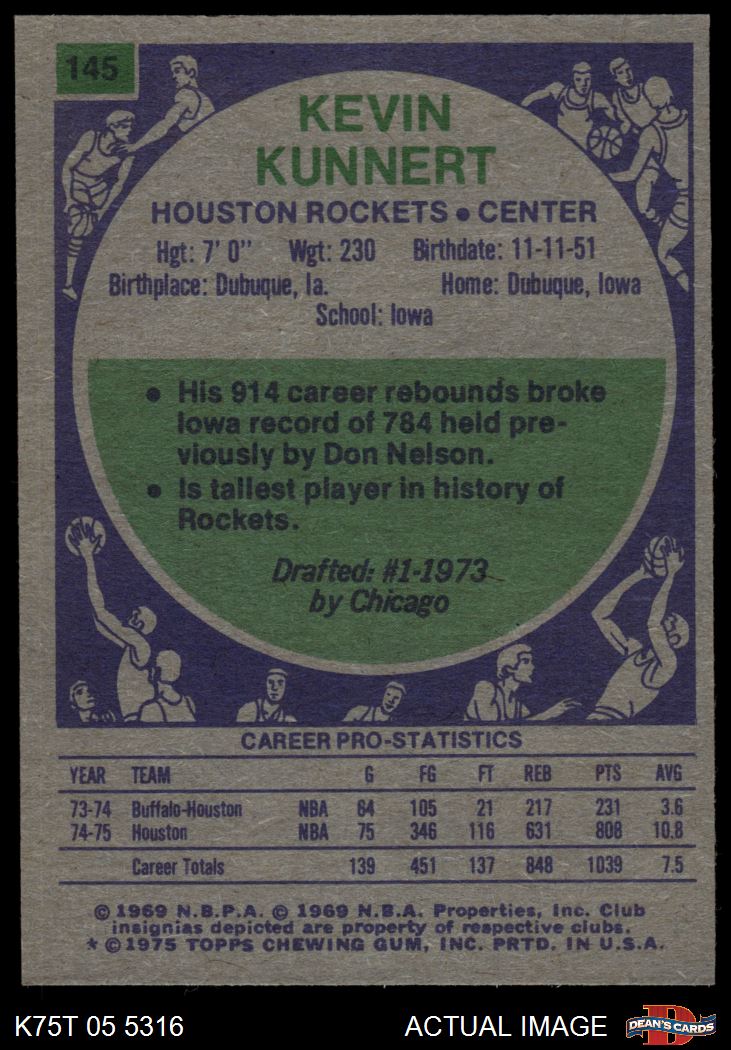 145
KEVIN
KUNNERT
HOUSTON ROCKETS • CENTER
Hgt: 7' 0" Wgt: 230 Birthdate: 11-11-51
Birthplace: Dubuque, Ia. Home: Dubuque, Iowa
School: Iowa
• His 914 career rebounds broke
Iowa record of 784 held pre-
viously by Don Nelson.
• Is tallest player in history of
Rockets.
Drafted: #1-1973
by Chicago
CAREER PRO-STATISTICS
YEAR TEAM G FG FT REB PTS AVG
73-74 Buffalo-Houston NBA 64 105 21 217 231 3.6
74-75 Houston NBA 75 346 116 631 808 10.8
Career Totals 139 451 137 848 1039 7.5
© 1969 N.B.P.A. © 1969 N.B.A. Properties, Inc. Club
insignias depicted are property of respective clubs.
* © 1975 TOPPS CHEWING GUM, INC. PRTD. IN U.S.A.
K75T 05 5316 ACTUAL IMAGE D DEAN'S CARDS